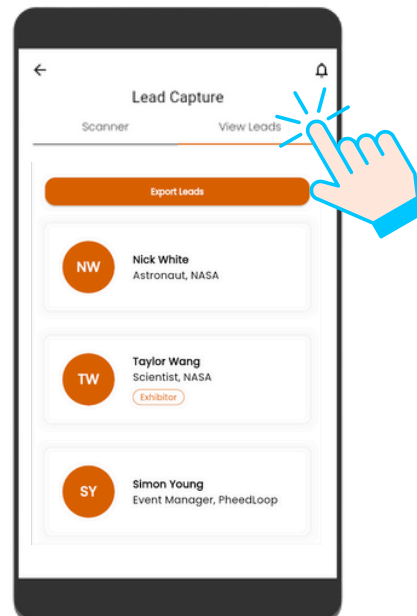 Lead Capture
Scanner View Leads
Export Leads
NW
Nick White
Astronaut, NASA
TW
Taylor Wang
Scientist, NASA
Exhibitor
SY
Simon Young
Event Manager, PheedLoop